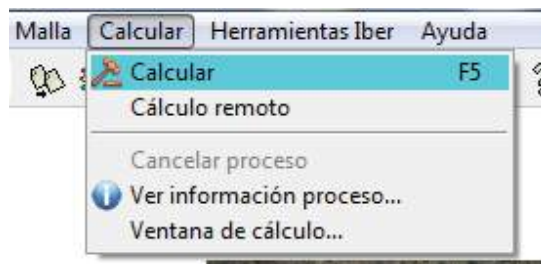 Malla Calcular Herramientas Iber Ayuda
Calcular F5
Cálculo remoto
Cancelar proceso
Ver información proceso...
Ventana de cálculo...